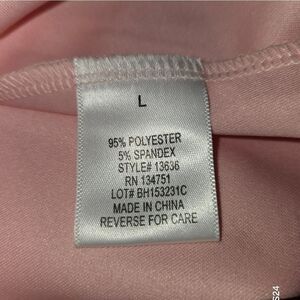 L
95% POLYESTER
5% SPANDEX
STYLE# 13636
RN 134751
LOT# BH153231C
MADE IN CHINA
REVERSE FOR CARE